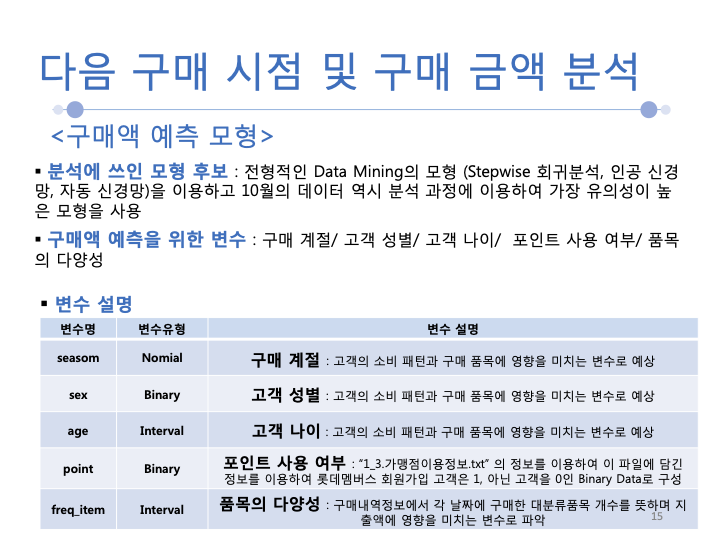 다음 구매 시점 및 구매 금액 분석
<구매액 예측 모형>
▪ 분석에 쓰인 모형 후보 : 전형적인 Data Mining의 모형 (Stepwise 회귀분석, 인공 신경
망, 자동 신경망)을 이용하고 10월의 데이터 역시 분석 과정에 이용하여 가장 유의성이 높
은 모형을 사용
▪ 구매액 예측을 위한 변수 : 구매 계절/ 고객 성별/ 고객 나이/ 포인트 사용 여부/ 품목
의 다양성
▪ 변수 설명
변수명 변수유형 변수 설명
seasom Nomial 구매 계절 : 고객의 소비 패턴과 구매 품목에 영향을 미치는 변수로 예상
sex Binary 고객 성별 : 고객의 소비 패턴과 구매 품목에 영향을 미치는 변수로 예상
age Interval 고객 나이 : 고객의 소비 패턴과 구매 품목에 영향을 미치는 변수로 예상
point Binary 포인트 사용 여부 : "1_3.가맹점이용정보.txt" 의 정보를 이용하여 이 파일에 담긴
정보를 이용하여 롯데멤버스 회원가입 고객은 1, 아닌 고객을 0인 Binary Data로 구성
freq_item Interval 품목의 다양성 : 구매내역정보에서 각 날짜에 구매한 대분류품목 개수를 뜻하며 지
출액에 영향을 미치는 변수로 파악
15